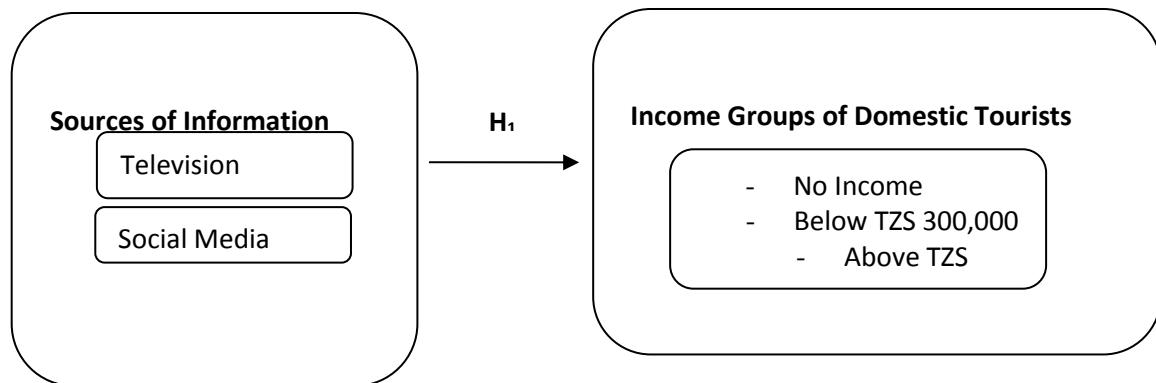 Sources of Information
Television
Social Media
H₁
Income Groups of Domestic Tourists
- No Income
- Below TZS 300,000
- Above TZS